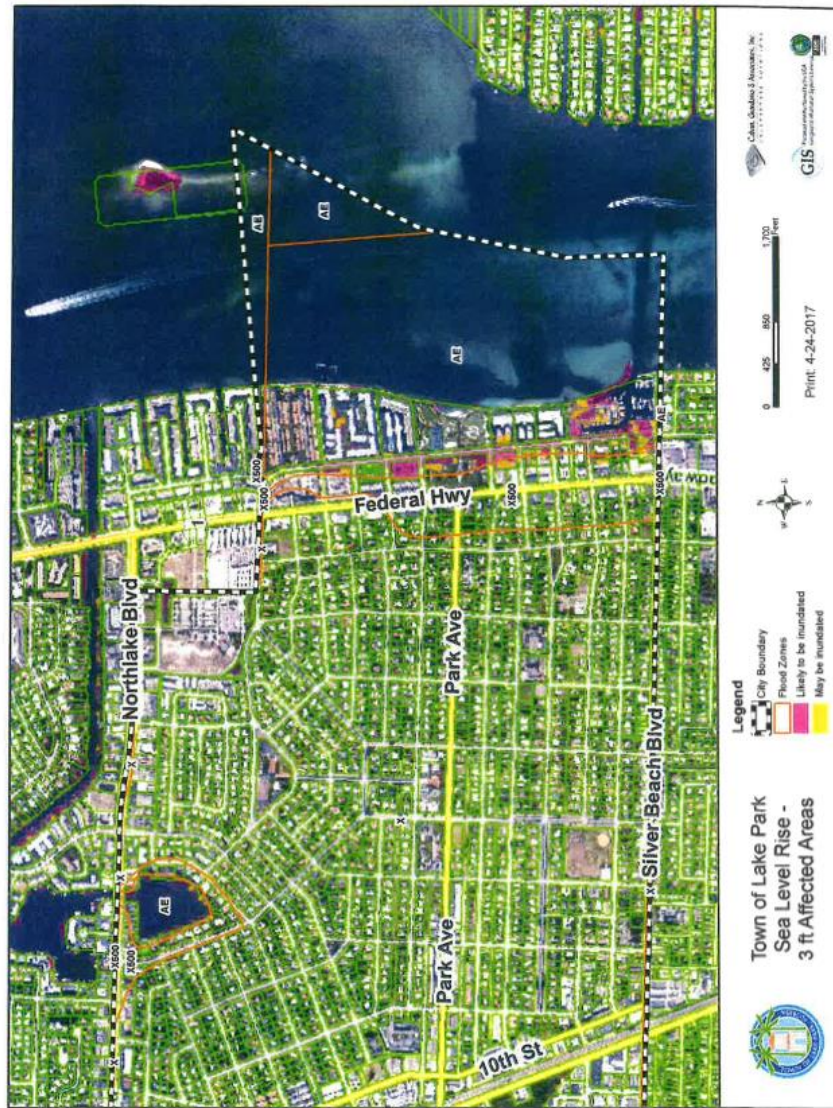 Northlake Blvd
Federal Hwy
Park Ave
Park Ave
Silver Beach Blvd
10th St
X
X500
X500
X
AE
X
X
X500
X500
AE
AE
AE
X500
X
X
X500
AE
Town of Lake Park
Sea Level Rise -
3 ft Affected Areas
Legend
City Boundary
Flood Zones
Likely to be inundated
May be inundated
N
W
E
S
0 425 850 1,700
Feet
Print: 4-24-2017
GIS